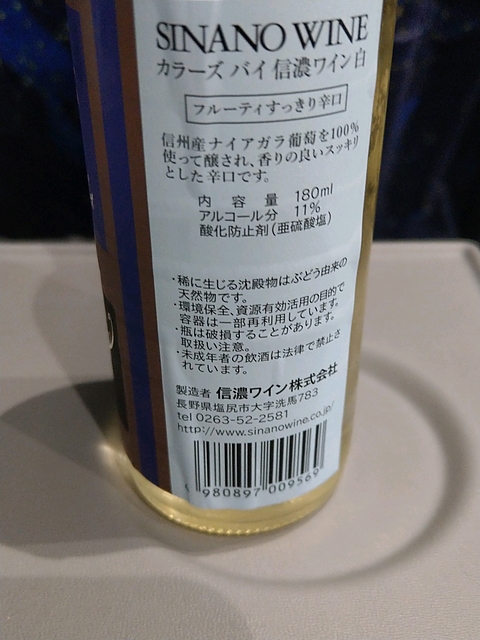 SINANO WINE
カラーズ バイ 信濃ワイン 白
フルーティすっきり辛口
信州産ナイアガラ葡萄を100%
使って醸され、香りの良いスッキリ
とした辛口です。
内容量 180ml
アルコール分 11%
酸化防止剤(亜硫酸塩)
・稀に生じる沈殿物はぶどう由来の
天然物です。
・環境保全、資源有効活用の目的で
容器は一部再利用しています。
・瓶は破損することがあります。
取扱い注意。
・未成年者の飲酒は法律で禁止さ
れています。
製造者 信濃ワイン株式会社
長野県塩尻市大字洗馬783
tel 0263-52-2581
http://www.sinanowine.co.jp/
980897 009569